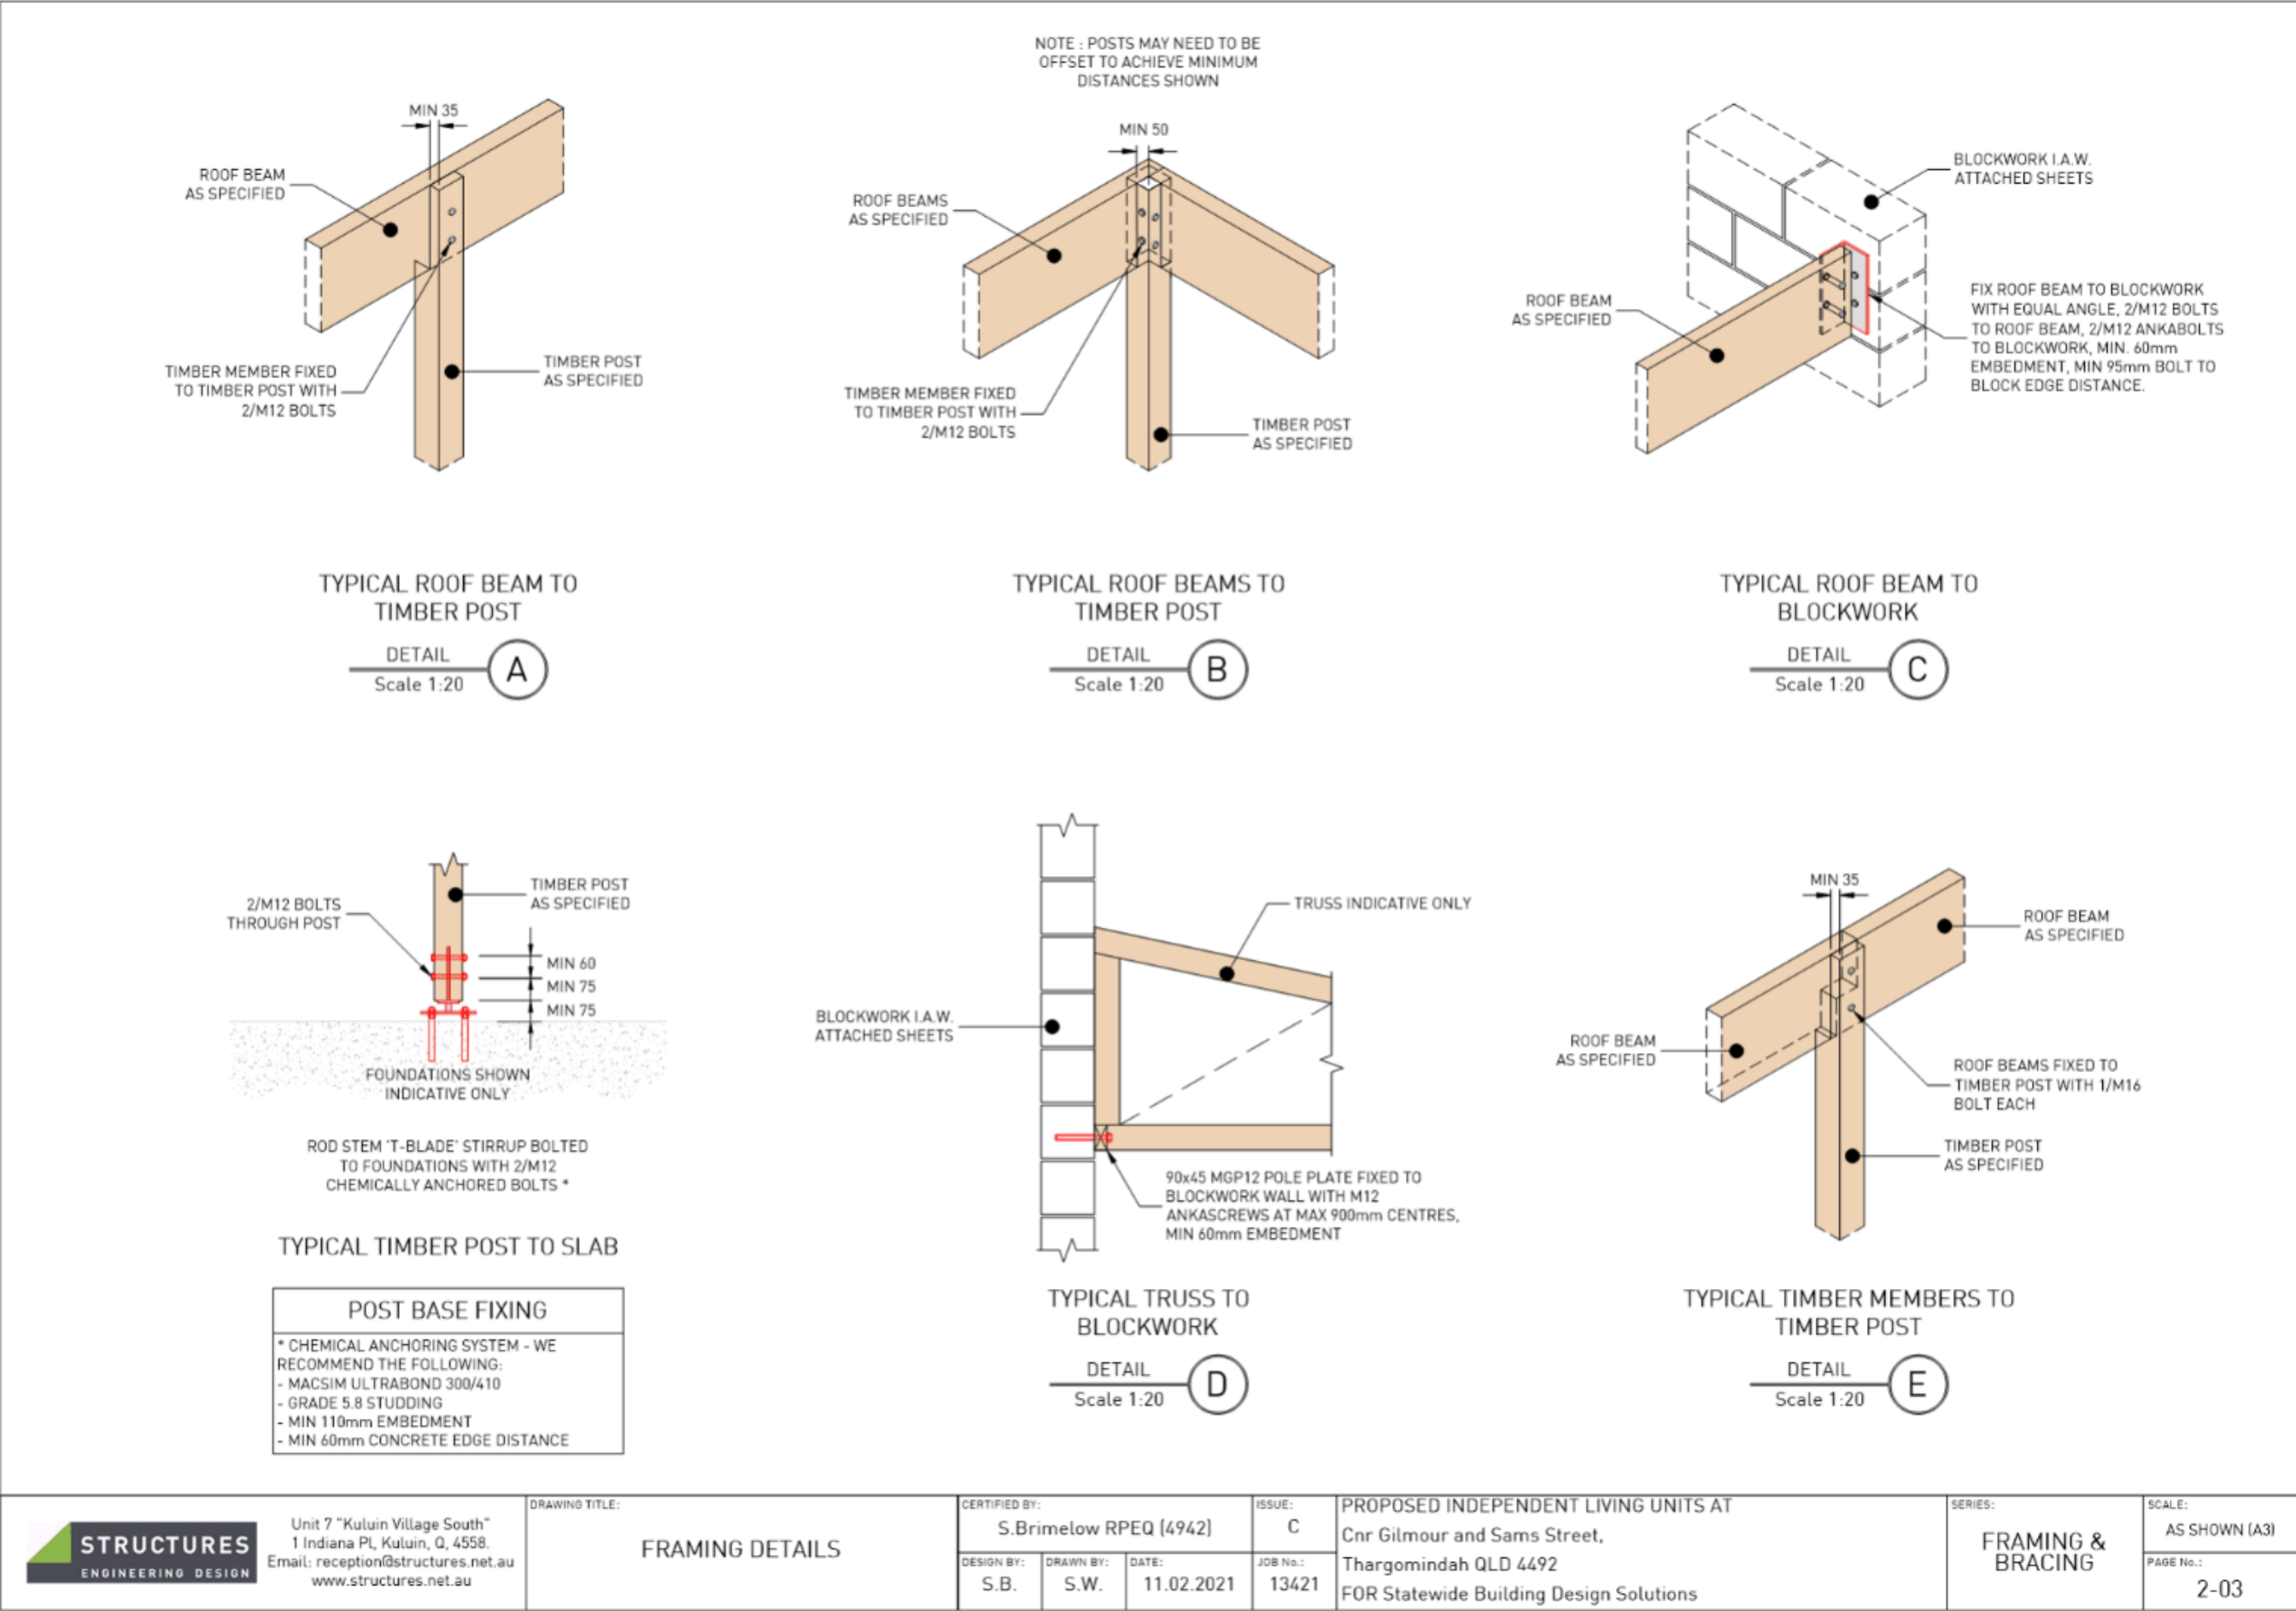 MIN 35
ROOF BEAM
AS SPECIFIED
TIMBER MEMBER FIXED
TO TIMBER POST WITH
2/M12 BOLTS
TIMBER POST
AS SPECIFIED
TYPICAL ROOF BEAM TO
TIMBER POST
DETAIL
Scale 1:20
A
NOTE : POSTS MAY NEED TO BE
OFFSET TO ACHIEVE MINIMUM
DISTANCES SHOWN
MIN 50
ROOF BEAMS
AS SPECIFIED
TIMBER MEMBER FIXED
TO TIMBER POST WITH
2/M12 BOLTS
TIMBER POST
AS SPECIFIED
TYPICAL ROOF BEAMS TO
TIMBER POST
DETAIL
Scale 1:20
B
BLOCKWORK I.A.W.
ATTACHED SHEETS
ROOF BEAM
AS SPECIFIED
FIX ROOF BEAM TO BLOCKWORK
WITH EQUAL ANGLE, 2/M12 BOLTS
TO ROOF BEAM, 2/M12 ANKABOLTS
TO BLOCKWORK, MIN. 60mm
EMBEDMENT, MIN 95mm BOLT TO
BLOCK EDGE DISTANCE.
TYPICAL ROOF BEAM TO
BLOCKWORK
DETAIL
Scale 1:20
C
2/M12 BOLTS
THROUGH POST
TIMBER POST
AS SPECIFIED
MIN 60
MIN 75
MIN 75
FOUNDATIONS SHOWN
INDICATIVE ONLY
ROD STEM 'T-BLADE' STIRRUP BOLTED
TO FOUNDATIONS WITH 2/M12
CHEMICALLY ANCHORED BOLTS *
TYPICAL TIMBER POST TO SLAB
POST BASE FIXING
* CHEMICAL ANCHORING SYSTEM - WE
RECOMMEND THE FOLLOWING:
- MACSIM ULTRABOND 300/410
- GRADE 5.8 STUDDING
- MIN 110mm EMBEDMENT
- MIN 60mm CONCRETE EDGE DISTANCE
TRUSS INDICATIVE ONLY
BLOCKWORK I.A.W.
ATTACHED SHEETS
90x45 MGP12 POLE PLATE FIXED TO
BLOCKWORK WALL WITH M12
ANKASCREWS AT MAX 900mm CENTRES,
MIN 60mm EMBEDMENT
TYPICAL TRUSS TO
BLOCKWORK
DETAIL
Scale 1:20
D
MIN 35
ROOF BEAM
AS SPECIFIED
ROOF BEAM
AS SPECIFIED
ROOF BEAMS FIXED TO
TIMBER POST WITH 1/M16
BOLT EACH
TIMBER POST
AS SPECIFIED
TYPICAL TIMBER MEMBERS TO
TIMBER POST
DETAIL
Scale 1:20
E
STRUCTURES
ENGINEERING DESIGN
Unit 7 "Kuluin Village South"
1 Indiana Pl, Kuluin, Q, 4558.
Email: reception@structures.net.au
www.structures.net.au
DRAWING TITLE:
FRAMING DETAILS
CERTIFIED BY:
S.Brimelow RPEQ (4942)
ISSUE:
C
DESIGN BY:
S.B.
DRAWN BY:
S.W.
DATE:
11.02.2021
JOB No.:
13421
PROPOSED INDEPENDENT LIVING UNITS AT
Cnr Gilmour and Sams Street,
Thargomindah QLD 4492
FOR Statewide Building Design Solutions
SERIES:
FRAMING &
BRACING
SCALE:
AS SHOWN (A3)
PAGE No.:
2-03